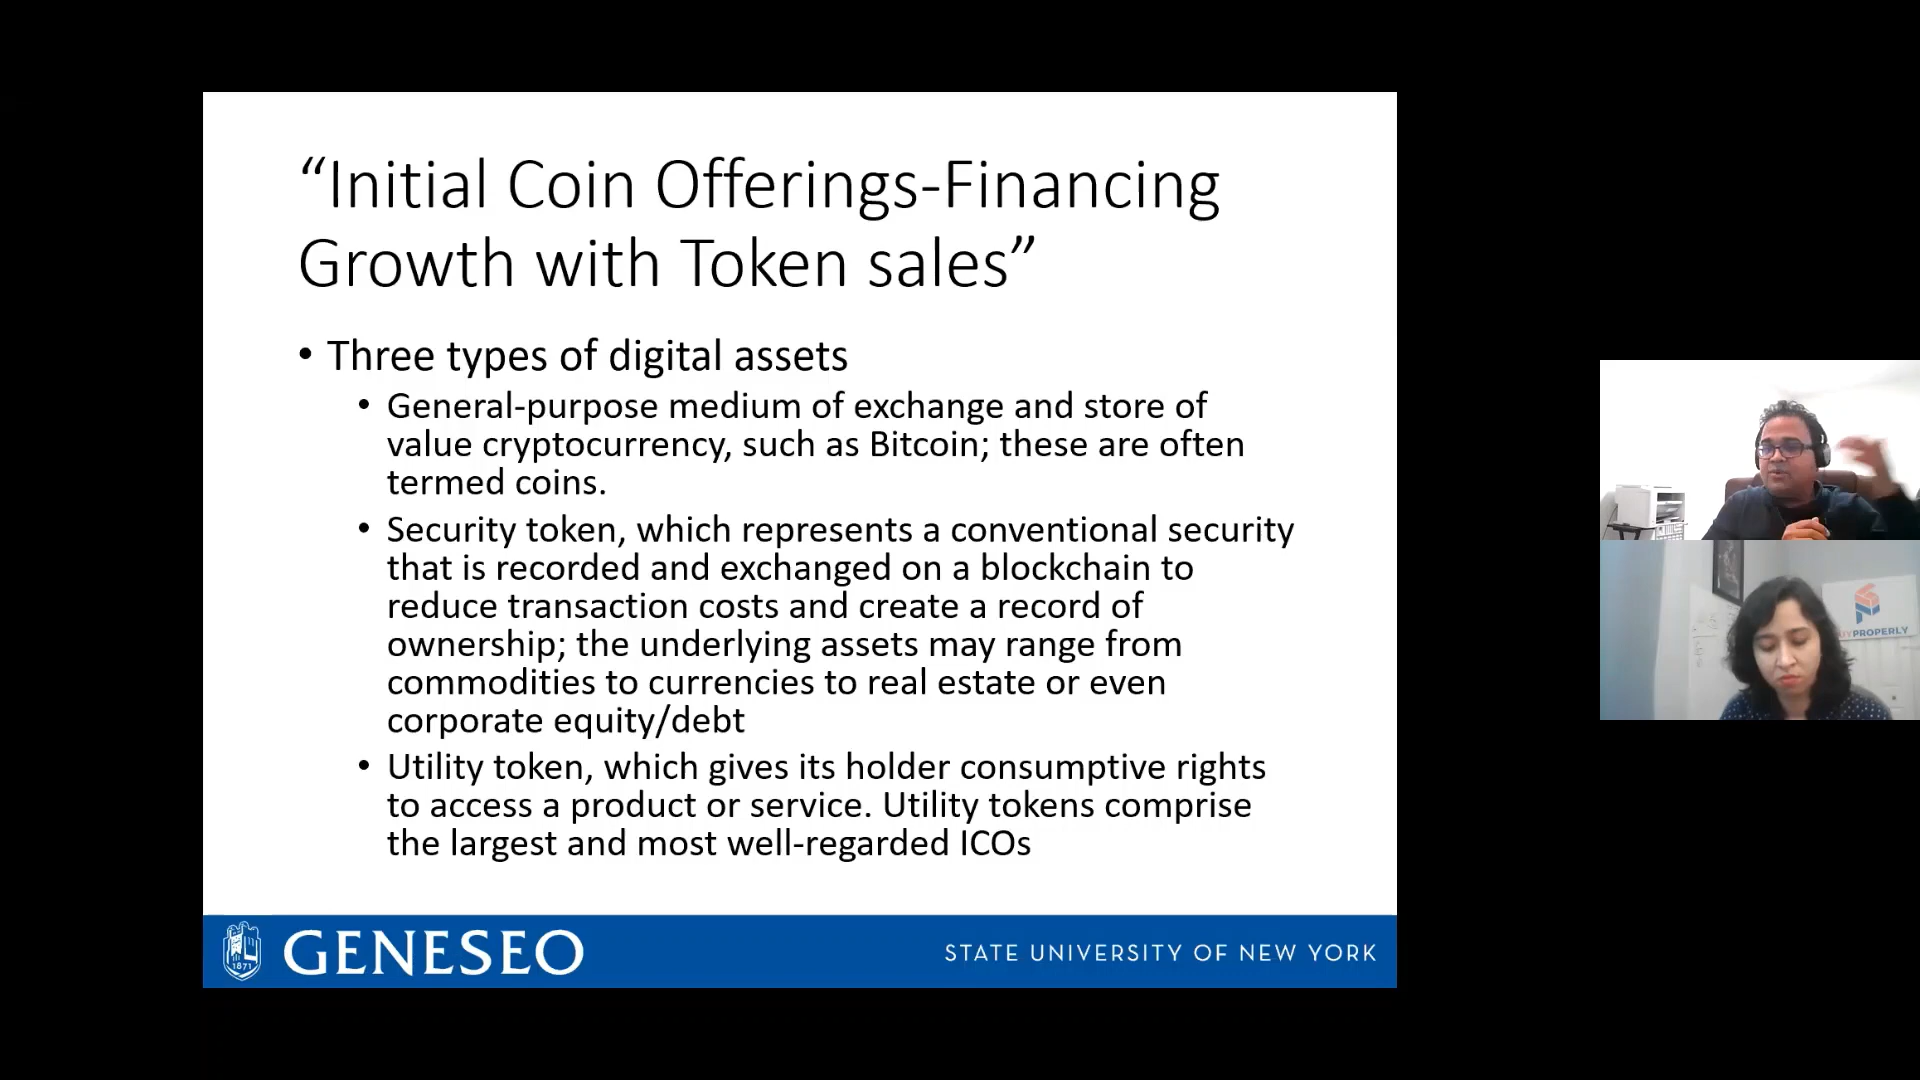 “Initial Coin Offerings-Financing
Growth with Token sales”
• Three types of digital assets
• General-purpose medium of exchange and store of
value cryptocurrency, such as Bitcoin; these are often
termed coins.
• Security token, which represents a conventional security
that is recorded and exchanged on a blockchain to
reduce transaction costs and create a record of
ownership; the underlying assets may range from
commodities to currencies to real estate or even
corporate equity/debt
• Utility token, which gives its holder consumptive rights
to access a product or service. Utility tokens comprise
the largest and most well-regarded ICOs
1871
GENESEO
STATE UNIVERSITY OF NEW YORK
PROPERLY